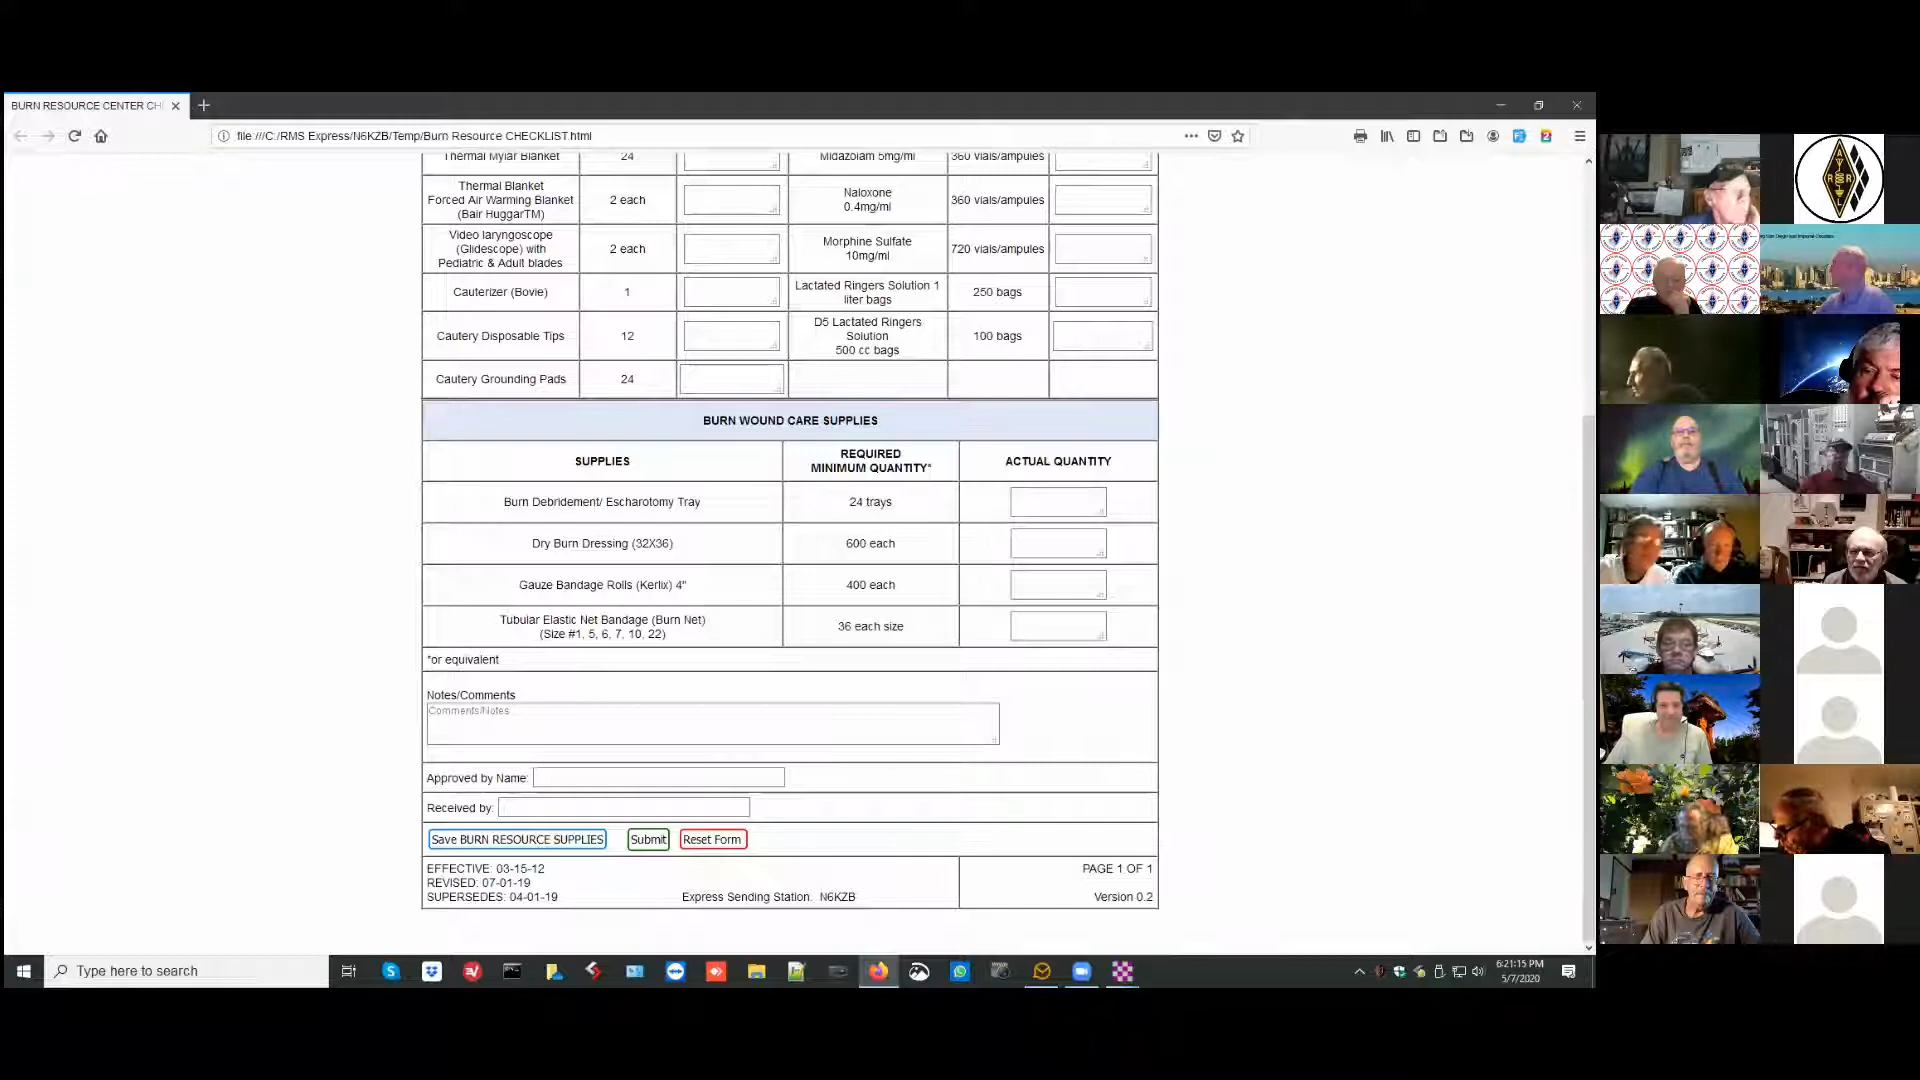 BURN RESOURCE CENTER CH
file:///C:/RMS Express/N6KZB/Temp/Burn Resource CHECKLIST.html
Thermal Mylar Blanket 24 Midazolam 5mg/ml 360 vials/ampules
Thermal Blanket
Forced Air Warming Blanket
(Bair HuggarTM)
2 each
Naloxone
0.4mg/ml
360 vials/ampules
Video laryngoscope
(Glidescope) with
Pediatric & Adult blades
2 each
Morphine Sulfate
10mg/ml
720 vials/ampules
Cauterizer (Bovie)
1
Lactated Ringers Solution 1
liter bags
250 bags
Cautery Disposable Tips
12
D5 Lactated Ringers
Solution
500 cc bags
100 bags
Cautery Grounding Pads
24
BURN WOUND CARE SUPPLIES
SUPPLIES
REQUIRED
MINIMUM QUANTITY*
ACTUAL QUANTITY
Burn Debridement/ Escharotomy Tray
24 trays
Dry Burn Dressing (32X36)
600 each
Gauze Bandage Rolls (Kerlix) 4"
400 each
Tubular Elastic Net Bandage (Burn Net)
(Size #1, 5, 6, 7, 10, 22)
36 each size
*or equivalent
Notes/Comments
Comments/Notes
Approved by Name:
Received by:
Save BURN RESOURCE SUPPLIES Submit Reset Form
EFFECTIVE: 03-15-12
REVISED: 07-01-19
SUPERSEDES: 04-01-19
Express Sending Station: N6KZB
PAGE 1 OF 1
Version 0.2
Type here to search
6:21:15 PM
5/7/2020